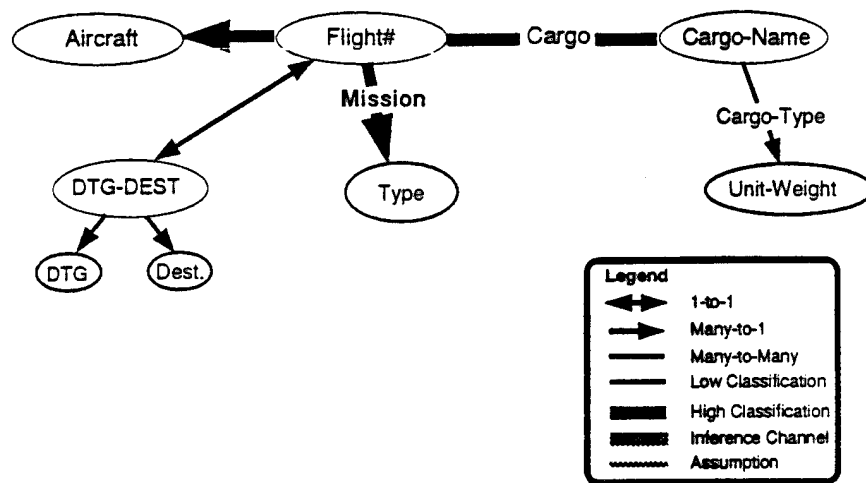 Aircraft
Flight#
Cargo
Cargo-Name
Mission
Cargo-Type
DTG-DEST
Type
Unit-Weight
DTG
Dest.
Legend
1-to-1
Many-to-1
Many-to-Many
Low Classification
High Classification
Inference Channel
Assumption